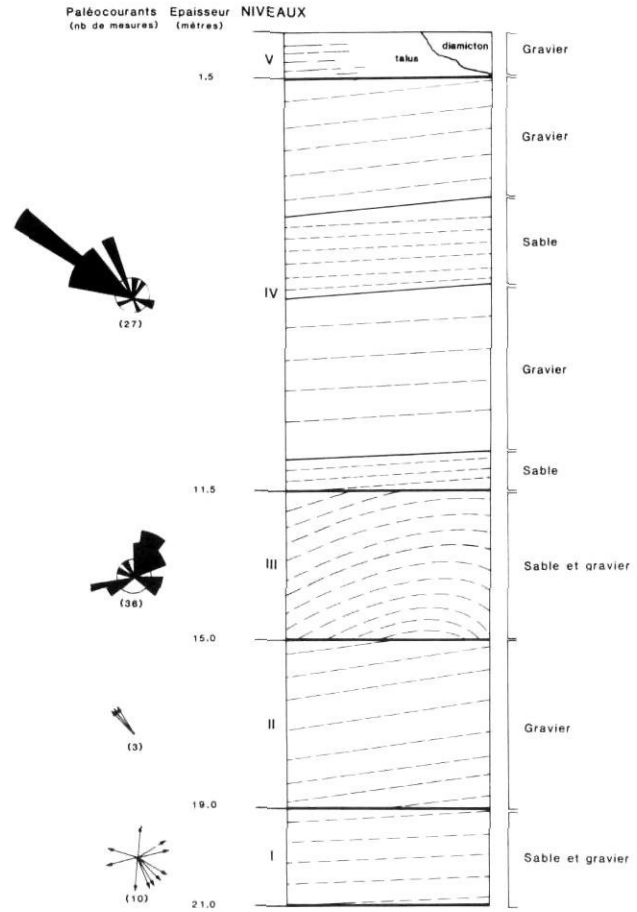 Paléocourants Epaisseur NIVEAUX
(nb de mesures) (métres)
V
talus
diamicton
Gravier
1.5
Gravier
Sable
IV
(27)
Gravier
Sable
11.5
III
Sable et gravier
(36)
15.0
II
Gravier
(3)
19.0
I
Sable et gravier
(10)
21.0